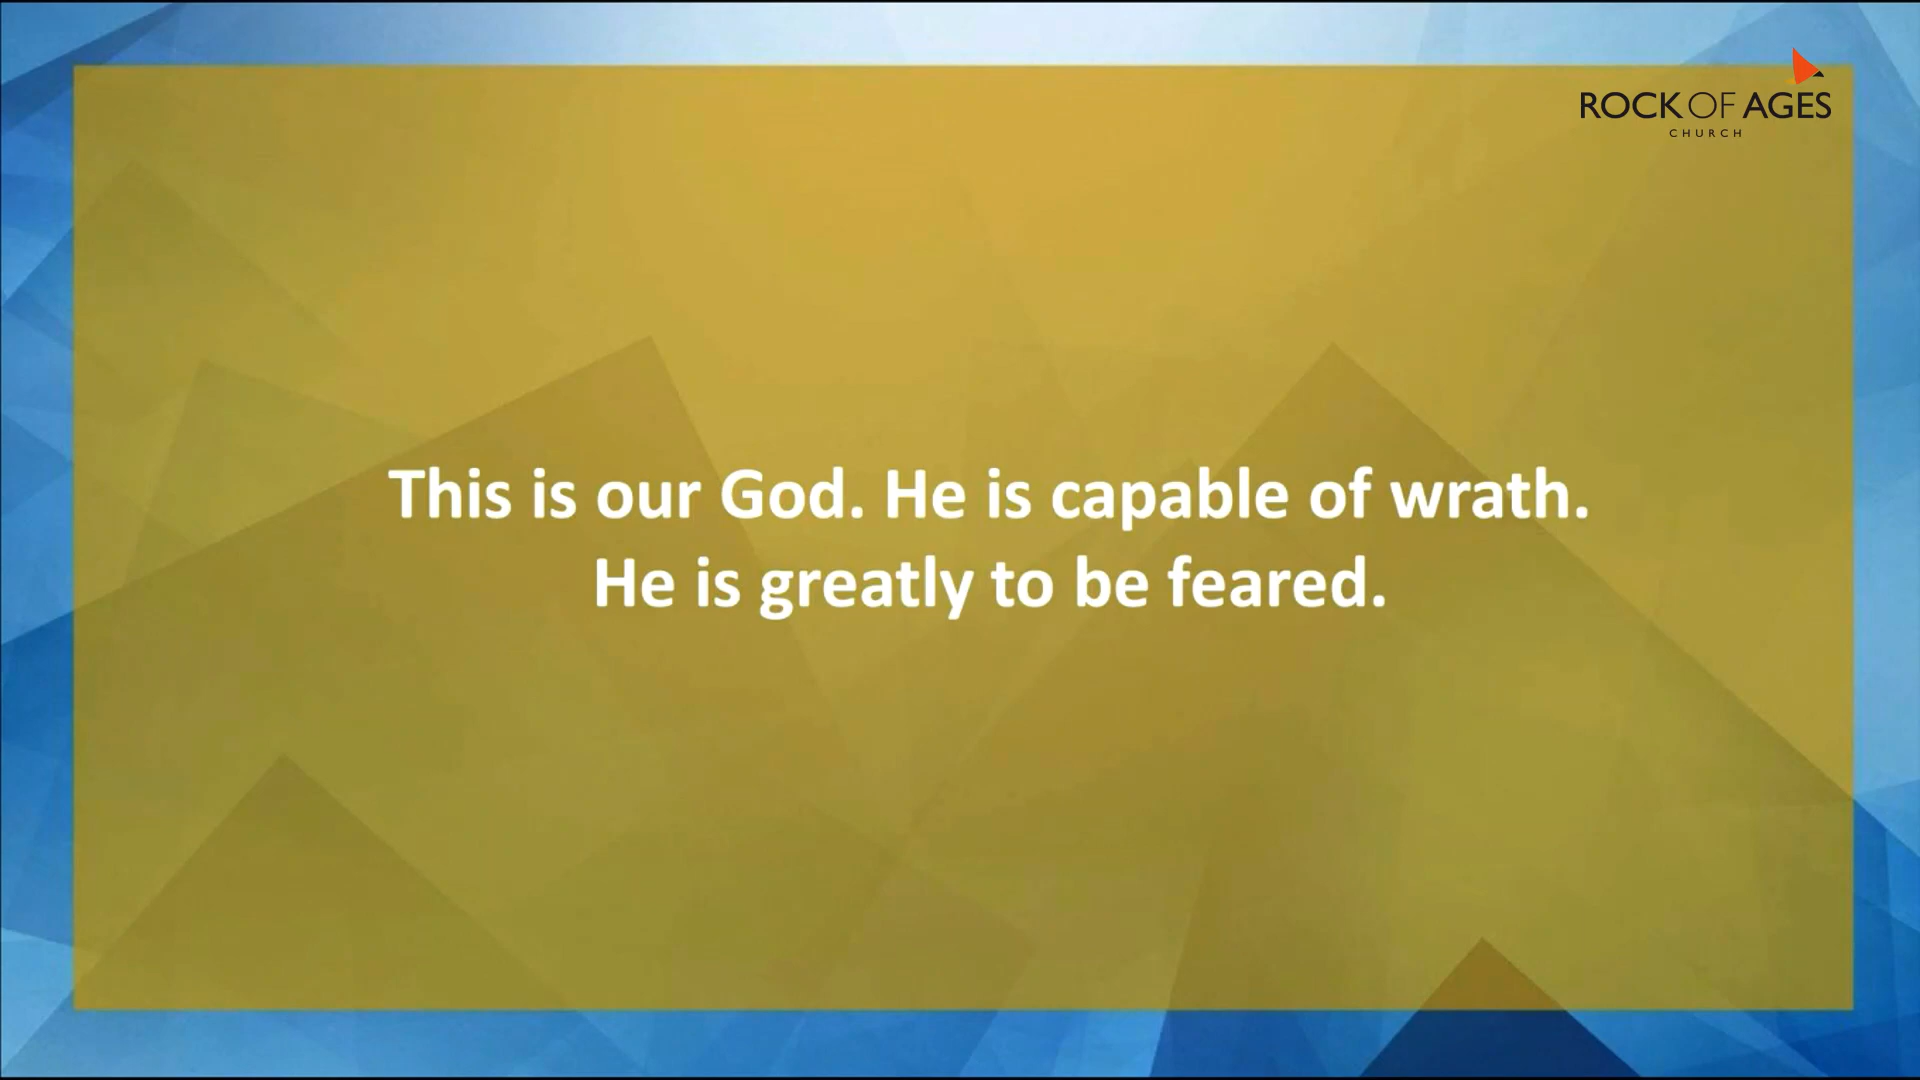 ROCK OF AGES
CHURCH
This is our God. He is capable of wrath.
He is greatly to be feared.